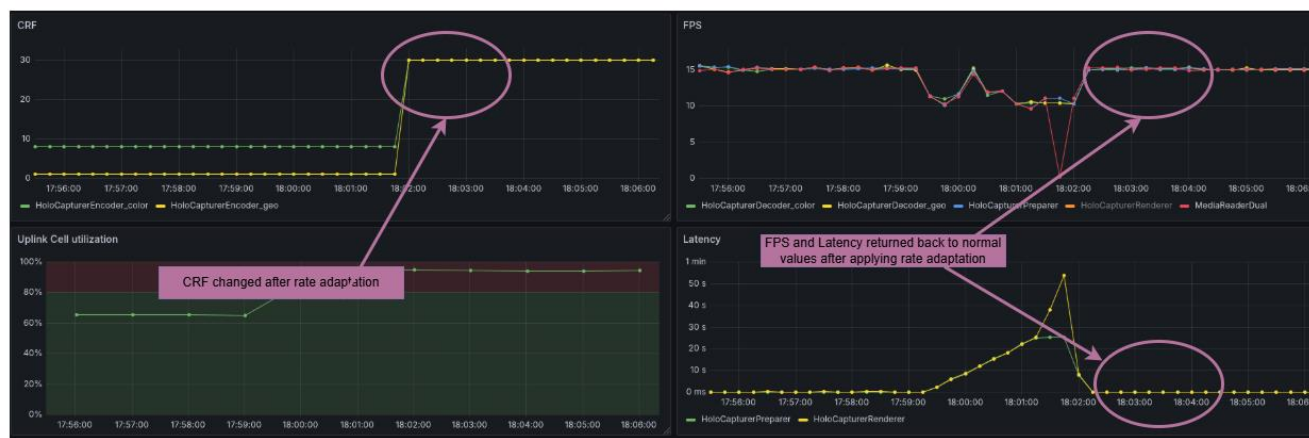 CRF
30
20
10
0
17:56:00 17:57:00 17:58:00 17:59:00 18:00:00 18:01:00 18:02:00 18:03:00 18:04:00 18:05:00 18:06:00
HoloCapturerEncoder_color HoloCapturerEncoder_geo
FPS
15
10
5
0
17:56:00 17:57:00 17:58:00 17:59:00 18:00:00 18:01:00 18:02:00 18:03:00 18:04:00 18:05:00 18:06:
HoloCapturerDecoder_color HoloCapturerDecoder_geo HoloCapturerPreparer HoloCapturerRenderer MediaReaderDual
Uplink Cell utilization
100%
80%
60%
40%
20%
0%
17:56:00 17:57:00 17:58:00 17:59:00 18:00:00 18:01:00 18:02:00 18:03:00 18:04:00 18:05:00 18:06:00
CRF changed after rate adaptation
Latency
FPS and Latency returned back to normal
values after applying rate adaptation
1 min
50 s
40 s
30 s
20 s
10 s
0 ms
17:56:00 17:57:00 17:58:00 17:59:00 18:00:00 18:01:00 18:02:00 18:03:00 18:04:00 18:05:00 18:06:
HoloCapturerPreparer HoloCapturerRenderer